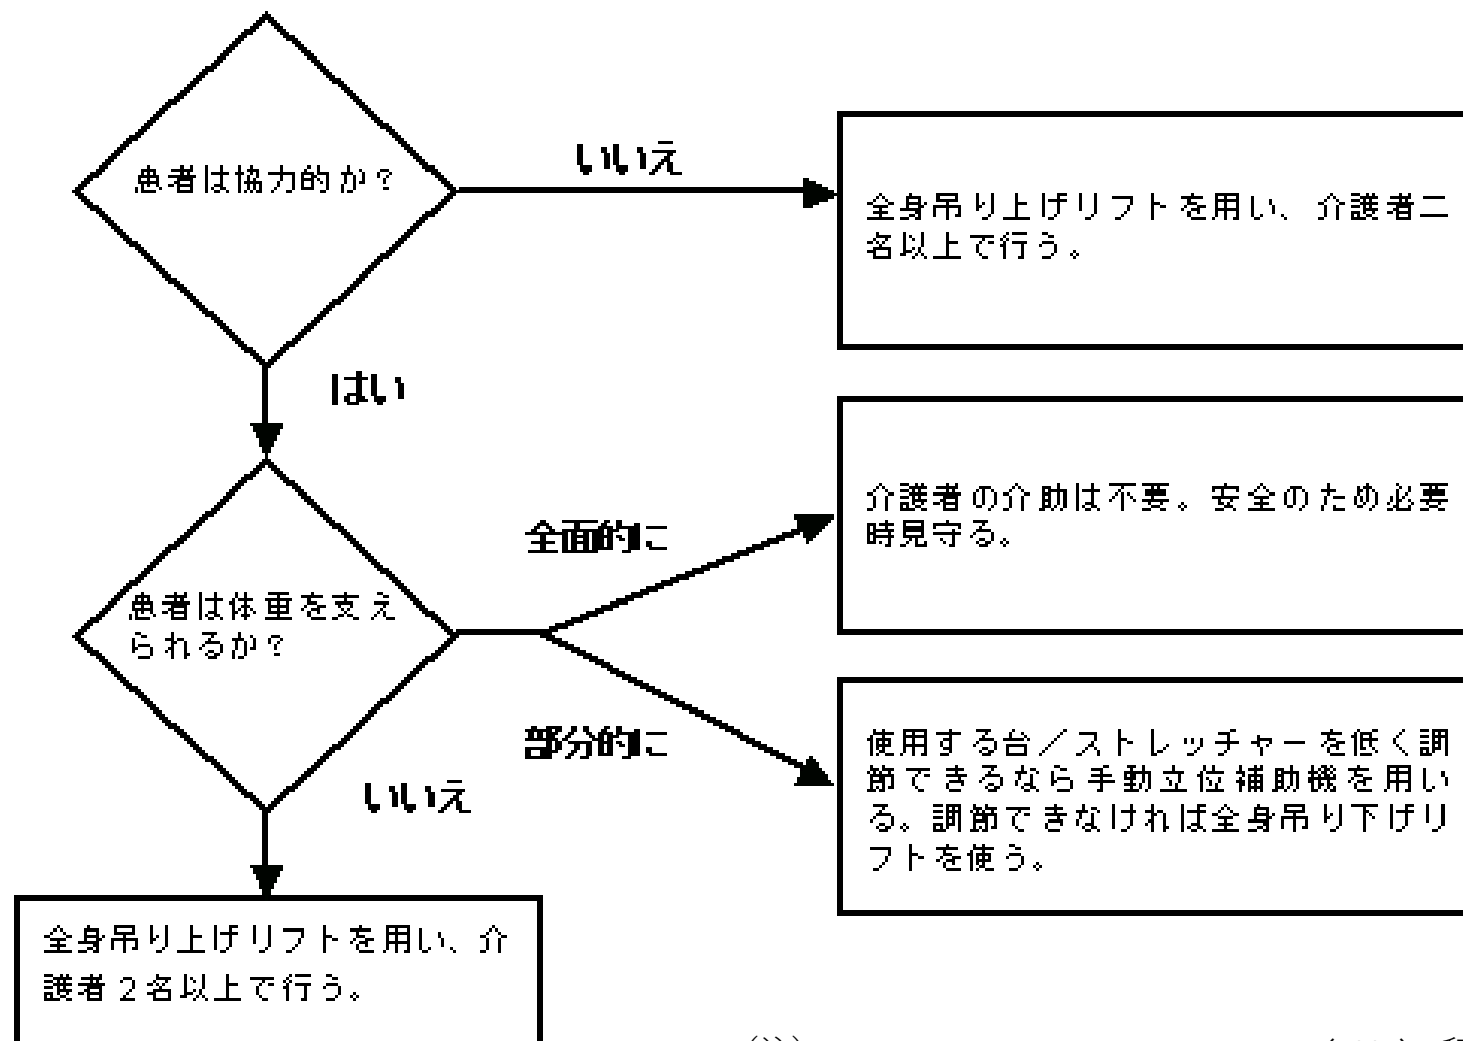 患者は協力的か？
いいえ
全身吊り上げリフトを用い、介護者二
名以上で行う。
はい
患者は体重を支え
られるか？
全面的に
介護者の介助は不要。安全のため必要
時見守る。
部分的に
使用する台／ストレッチャーを低く調
節できるなら手動立位補助機を用い
る。調節できなければ全身吊り下げリ
フトを使う。
いいえ
全身吊り上げリフトを用い、介
護者２名以上で行う。